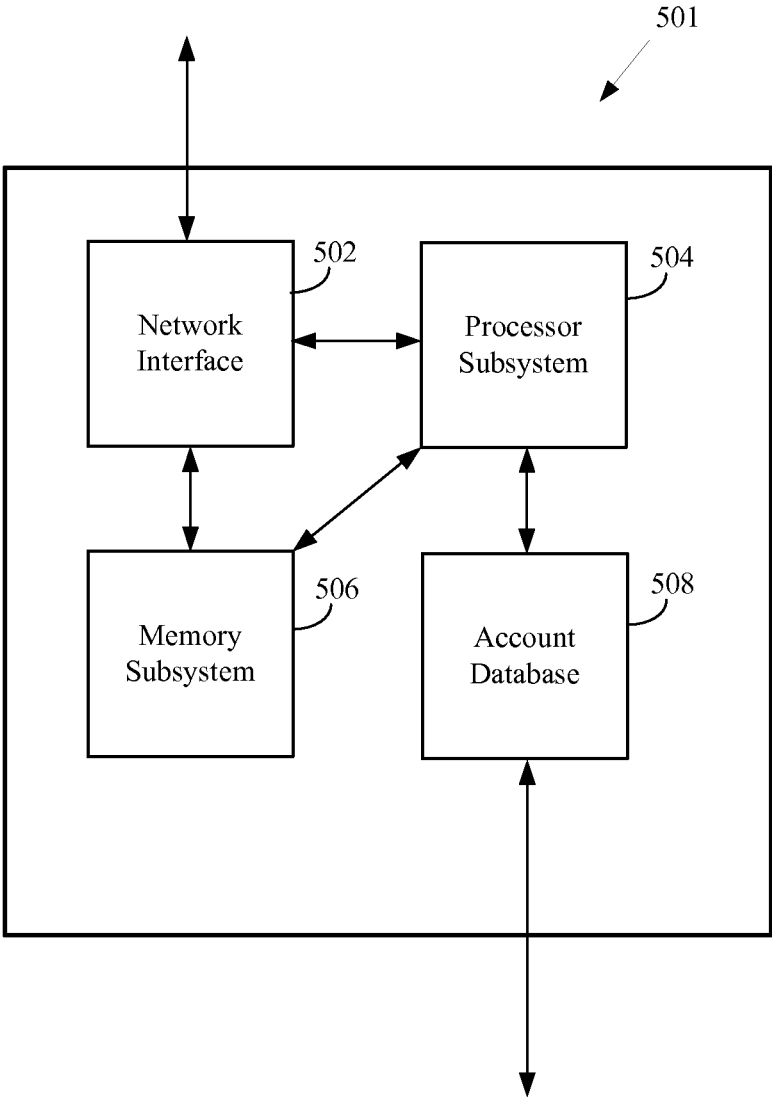 501
502
Network
Interface
504
Processor
Subsystem
506
Memory
Subsystem
508
Account
Database